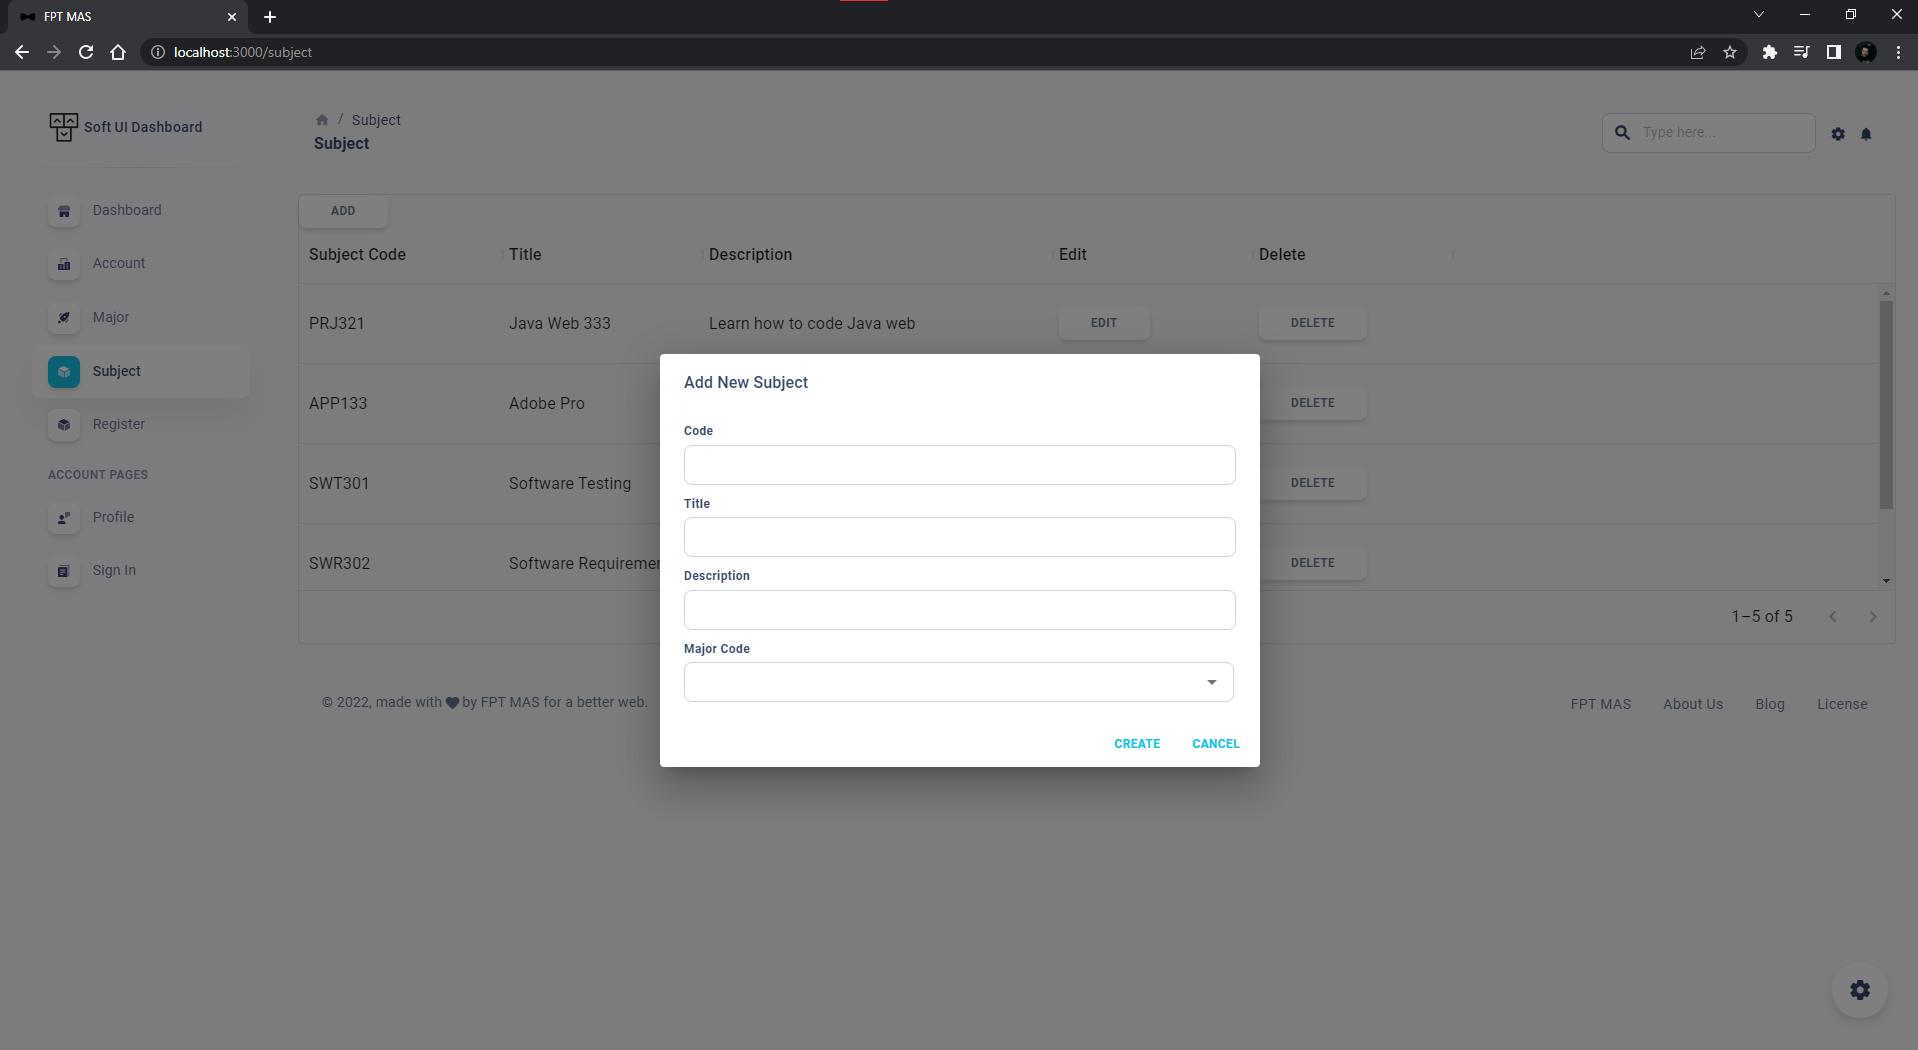 FPT MAS
localhost:3000/subject
Soft UI Dashboard
/ Subject
Subject
Type here...
Dashboard
Account
Major
Subject
Register
ACCOUNT PAGES
Profile
Sign In
ADD
Subject Code Title Description Edit Delete
PRJ321 Java Web 333 Learn how to code Java web EDIT DELETE
APP133 Adobe Pro DELETE
SWT301 Software Testing DELETE
SWR302 Software Requiremen DELETE
1–5 of 5
Add New Subject
Code
Title
Description
Major Code
CREATE CANCEL
© 2022, made with by FPT MAS for a better web.
FPT MAS About Us Blog License